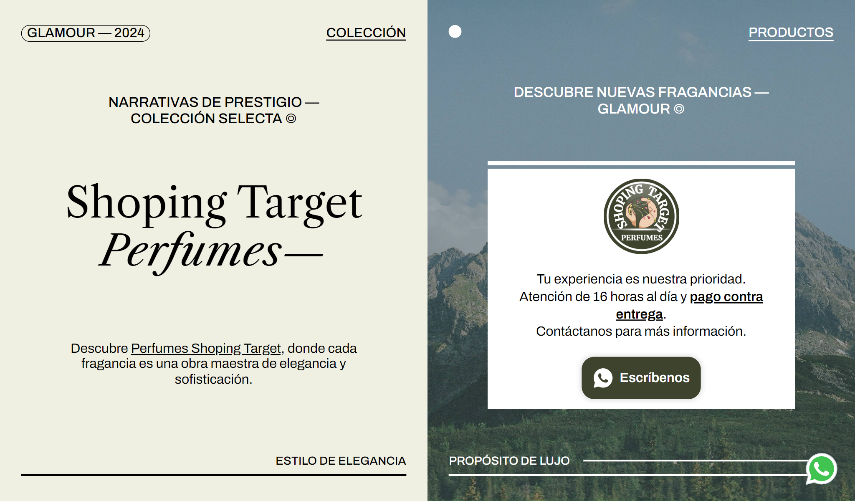 GLAMOUR — 2024
COLECCIÓN
NARRATIVAS DE PRESTIGIO —
COLECCIÓN SELECTA
Shoping Target
Perfumes—
Descubre Perfumes Shoping Target, donde cada
fragancia es una obra maestra de elegancia y
sofisticación.
ESTILO DE ELEGANCIA
PRODUCTOS
DESCUBRE NUEVAS FRAGANCIAS —
GLAMOUR
SHOPING TARGET
PERFUMES
Tu experiencia es nuestra prioridad.
Atención de 16 horas al día y pago contra
entrega.
Contáctanos para más información.
Escríbenos
PROPÓSITO DE LUJO